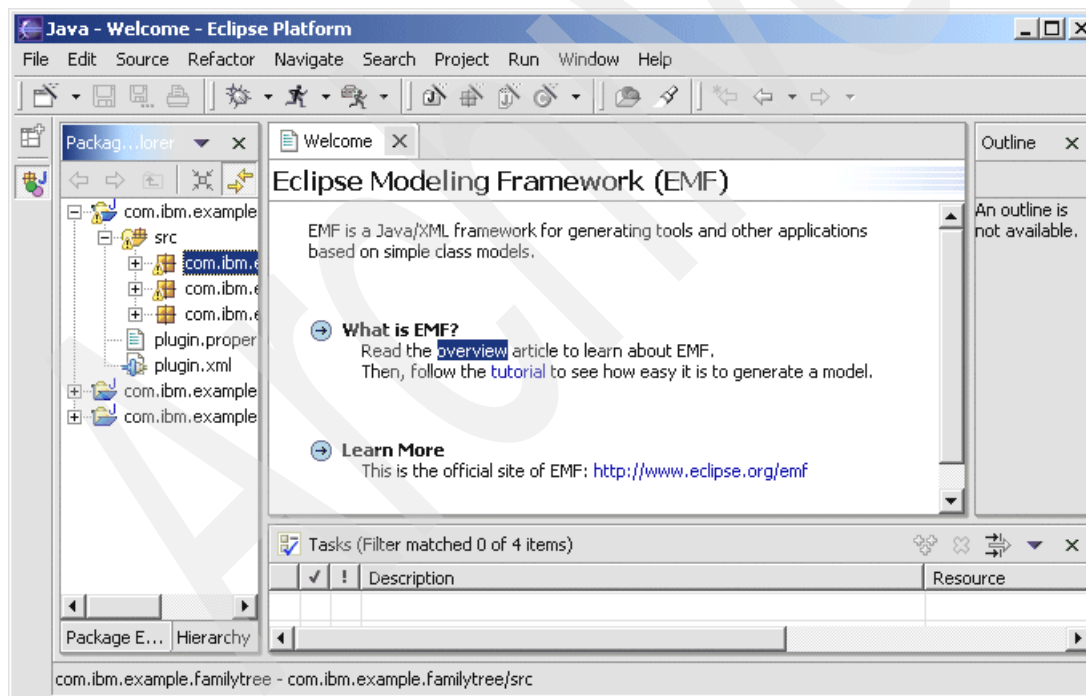 Java - Welcome - Eclipse Platform
File Edit Source Refactor Navigate Search Project Run Window Help
Packag...lorer
Welcome
Outline
Eclipse Modeling Framework (EMF)
com.ibm.example
src
com.ibm.e
com.ibm.e
com.ibm.e
plugin.proper
plugin.xml
com.ibm.example
com.ibm.example
EMF is a Java/XML framework for generating tools and other applications
based on simple class models.
What is EMF?
Read the overview article to learn about EMF.
Then, follow the tutorial to see how easy it is to generate a model.
Learn More
This is the official site of EMF: http://www.eclipse.org/emf
An outline is
not available.
Tasks (Filter matched 0 of 4 items)
! Description Resource
Package E... Hierarchy
com.ibm.example.familytree - com.ibm.example.familytree/src